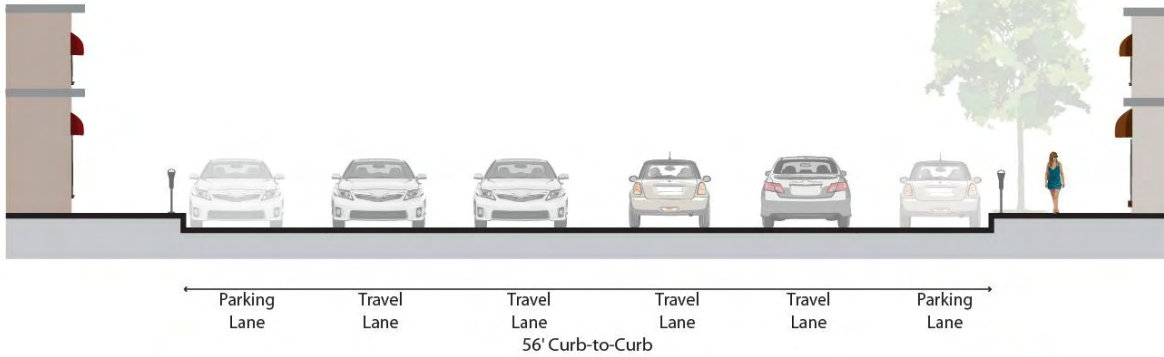 Parking Travel Travel Travel Travel Parking
Lane Lane Lane Lane Lane Lane
56' Curb-to-Curb